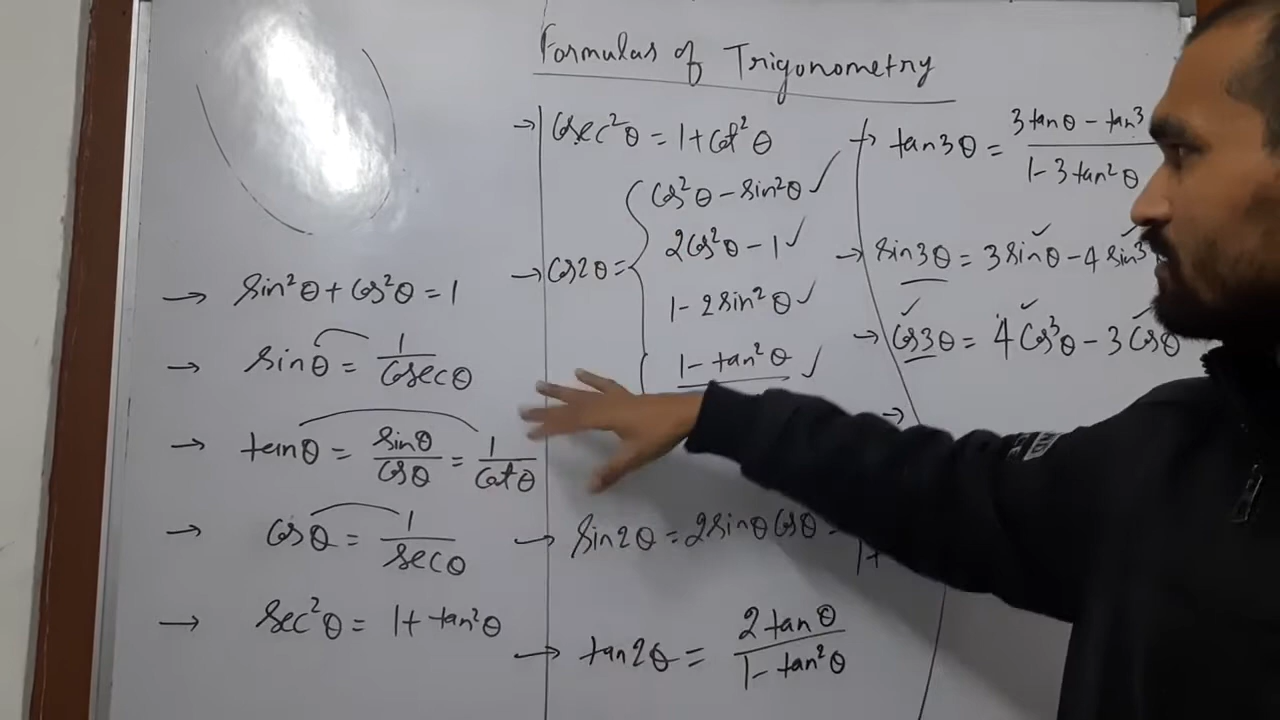 Formulas of Trigonometry
→ sin²θ + cos²θ = 1
→ sinθ = 1/cosecθ
→ tanθ = sinθ/cosθ = 1/cotθ
→ cosθ = 1/secθ
→ sec²θ = 1 + tan²θ
→ cosec²θ = 1 + cot²θ
→ cos2θ = { cos²θ - sin²θ ✓
2cos²θ - 1 ✓
1 - 2sin²θ ✓
1 - tan²θ ✓
→ sin2θ = 2sinθ cosθ
→ tan2θ = 2tanθ/1 - tan²θ
→ tan3θ = 3tanθ - tan³/1 - 3tan²θ
→ sin3θ = 3sinθ - 4sin³
→ cos3θ = 4cos³θ - 3cosθ
→